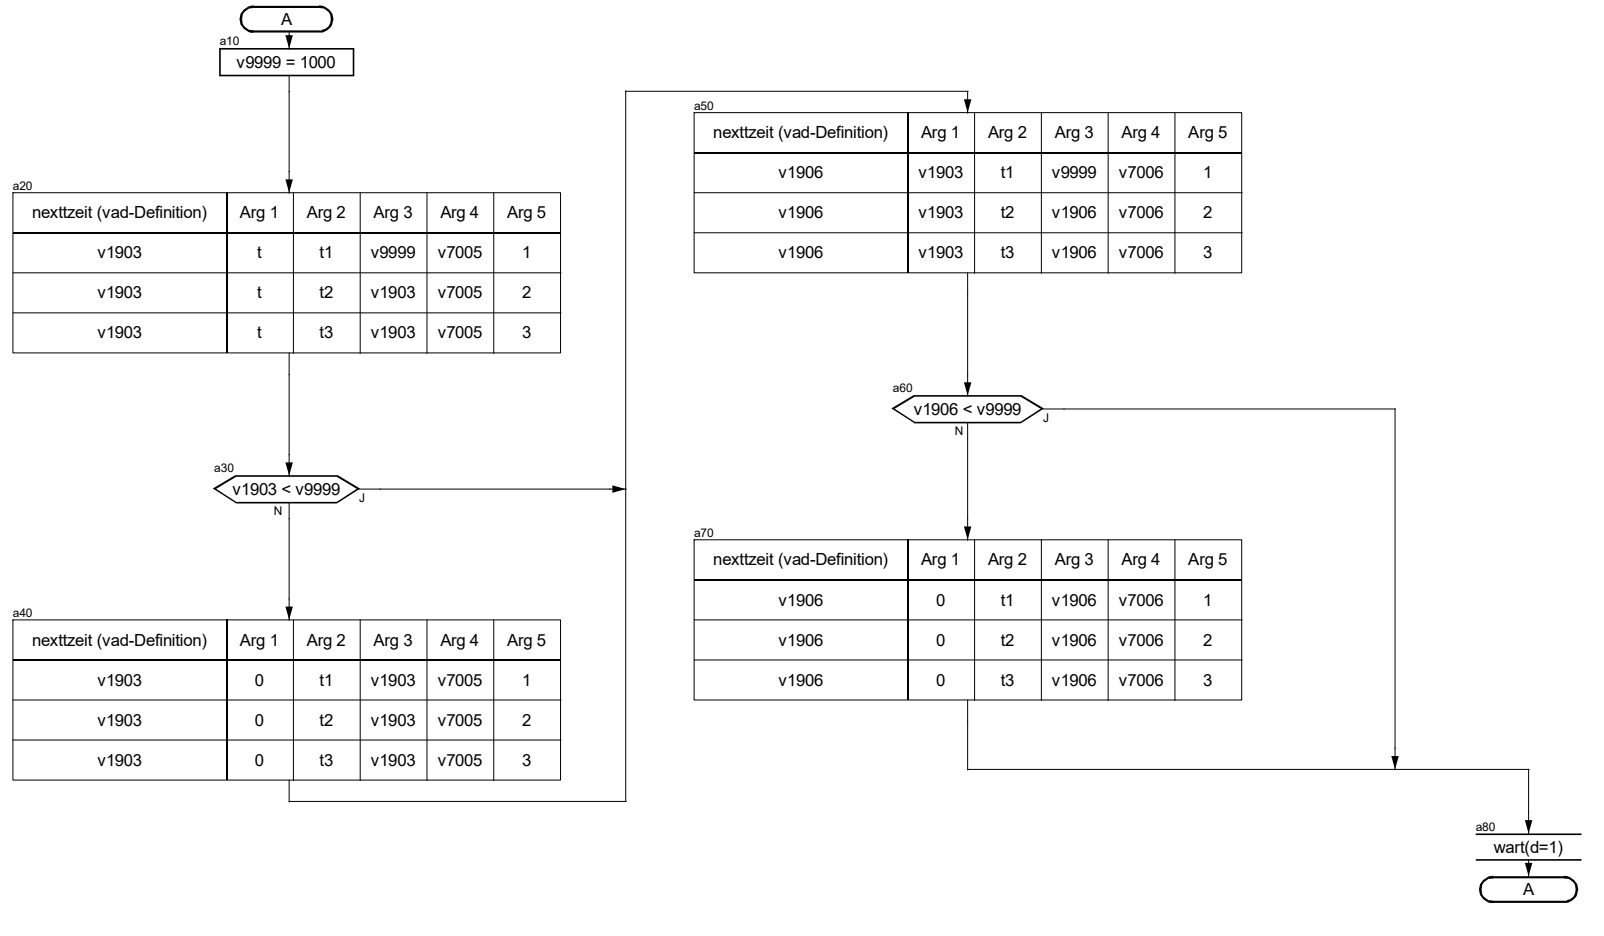 A
a10
v9999 = 1000
a20
nexttzeit (vad-Definition) Arg 1 Arg 2 Arg 3 Arg 4 Arg 5
v1903 t t1 v9999 v7005 1
v1903 t t2 v1903 v7005 2
v1903 t t3 v1903 v7005 3
a30
v1903 < v9999
J
N
a40
nexttzeit (vad-Definition) Arg 1 Arg 2 Arg 3 Arg 4 Arg 5
v1903 0 t1 v1903 v7005 1
v1903 0 t2 v1903 v7005 2
v1903 0 t3 v1903 v7005 3
a50
nexttzeit (vad-Definition) Arg 1 Arg 2 Arg 3 Arg 4 Arg 5
v1906 v1903 t1 v9999 v7006 1
v1906 v1903 t2 v1906 v7006 2
v1906 v1903 t3 v1906 v7006 3
a60
v1906 < v9999
J
N
a70
nexttzeit (vad-Definition) Arg 1 Arg 2 Arg 3 Arg 4 Arg 5
v1906 0 t1 v1906 v7006 1
v1906 0 t2 v1906 v7006 2
v1906 0 t3 v1906 v7006 3
a80
wart(d=1)
A